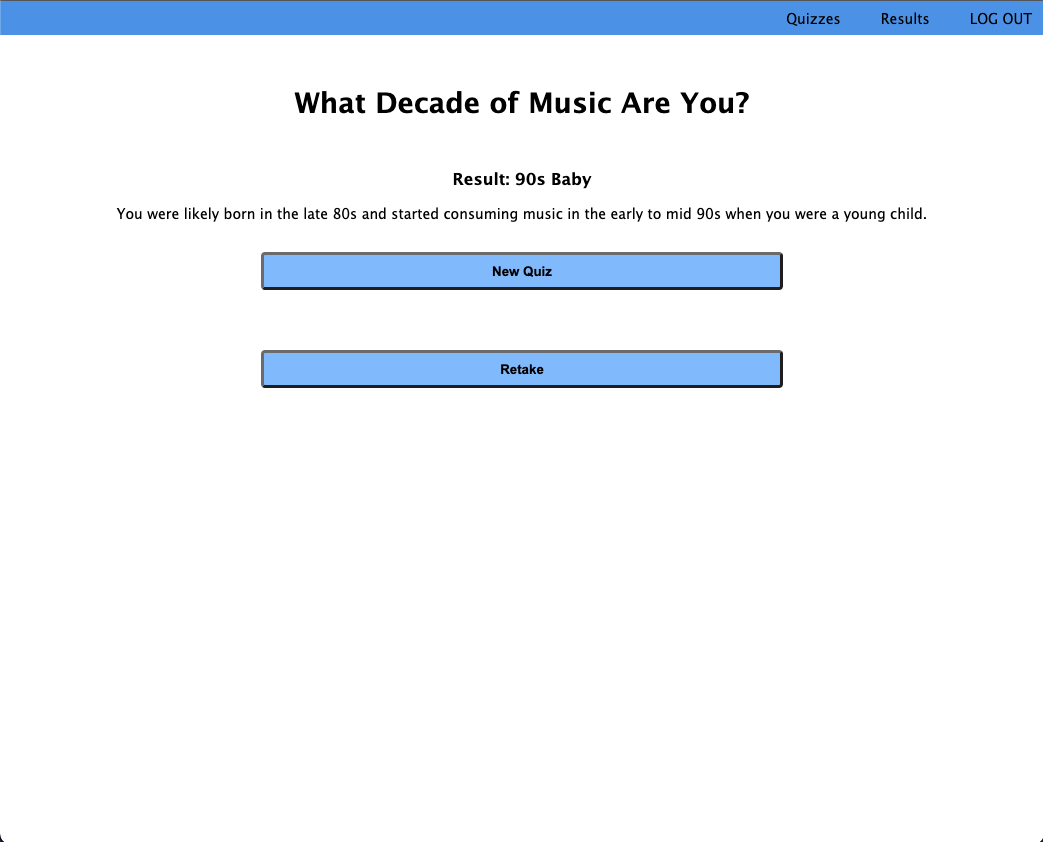 Quizzes Results LOG OUT
What Decade of Music Are You?
Result: 90s Baby
You were likely born in the late 80s and started consuming music in the early to mid 90s when you were a young child.
New Quiz
Retake